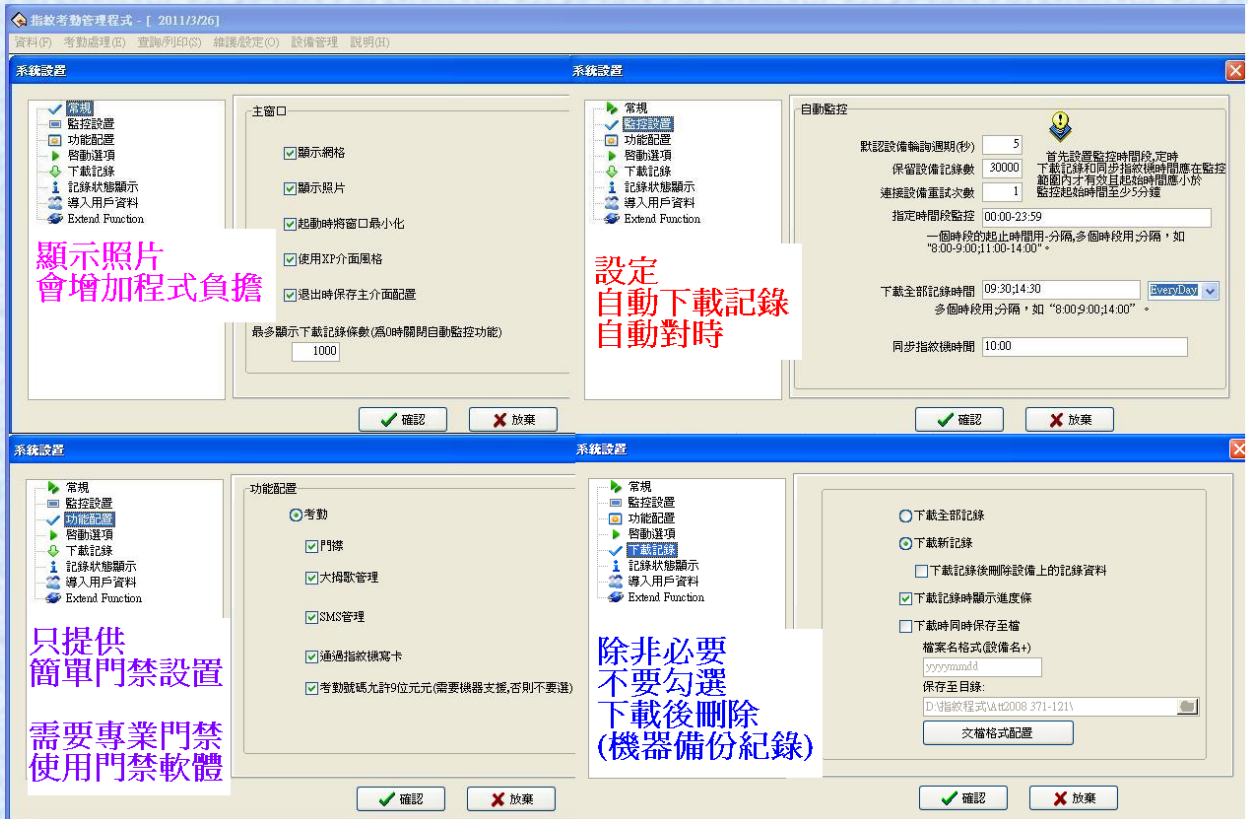 指紋考勤管理程式 - [ 2011/3/26]
資料(F) 考勤處理(E) 查詢/列印(S) 維護/設定(O) 設備管理 説明(H)
系統設置
常規
監控設置
功能配置
啓動選項
下載記錄
記錄狀態顯示
導入用戶資料
Extend Function
顯示照片
會增加程式負擔
主窗口
顯示網格
顯示照片
起動時將窗口最小化
使用XP介面風格
退出時保存主介面配置
最多顯示下載記錄條數(爲0時關閉自動監控功能)
1000
確認 放棄
系統設置
常規
監控設置
功能配置
啓動選項
下載記錄
記錄狀態顯示
導入用戶資料
Extend Function
設定
自動下載記錄
自動對時
自動監控
默認設備輪詢週期(秒) 5
保留設備記錄數 30000
連接設備重試次數 1
首先設置監控時間段,定時
下載記錄和同步指紋機時間應在監控
範圍内才有效且起始時間應小於
監控起始時間至少5分鐘
指定時間段監控 00:00-23:59
一個時段的起止時間用-分隔,多個時段用;分隔，如
"8:00-9:00;11:00-14:00"。
下載全部記錄時間 09:30;14:30 EveryDay
多個時段用;分隔，如 “8:00;9:00;14:00” 。
同步指紋機時間 10:00
確認 放棄
系統設置
常規
監控設置
功能配置
啓動選項
下載記錄
記錄狀態顯示
導入用戶資料
Extend Function
只提供
簡單門禁設置
需要專業門禁
使用門禁軟體
功能配置
考勤
門襟
大拇歌管理
SMS管理
通過指紋機寫卡
考勤號碼允許9位元元(需要機器支援,否則不要選)
確認 放棄
系統設置
常規
監控設置
功能配置
啓動選項
下載記錄
記錄狀態顯示
導入用戶資料
Extend Function
除非必要
不要勾選
下載後刪除
(機器備份紀錄)
下載全部記錄
下載新記錄
下載記錄後刪除設備上的記錄資料
下載記錄時顯示進度條
下載時同時保存至檔
檔案名格式(設備名+)
yyyymmdd
保存至目錄:
D:\指紋程式\Att2008 371-121\
文檔格式配置
確認 放棄